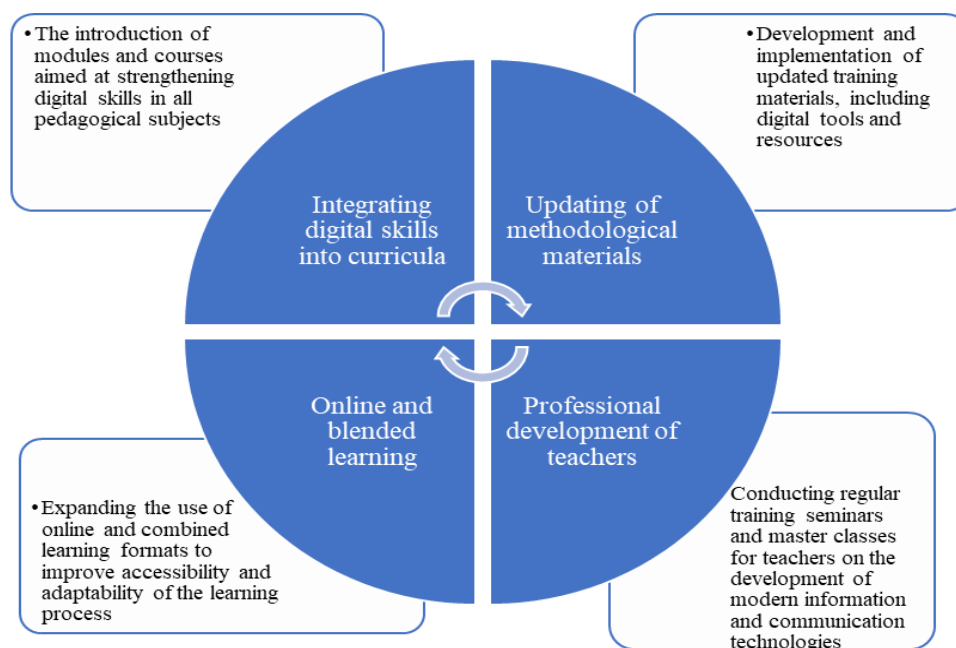 •The introduction of
modules and courses
aimed at strengthening
digital skills in all
pedagogical subjects
•Development and
implementation of
updated training
materials, including
digital tools and
resources
Integrating
digital skills
into curricula
Updating of
methodological
materials
Online and
blended
learning
Professional
development of
teachers
•Expanding the use of
online and combined
learning formats to
improve accessibility and
adaptability of the learning
process
Conducting regular
training seminars
and master classes
for teachers on the
development of
modern information
and communication
technologies